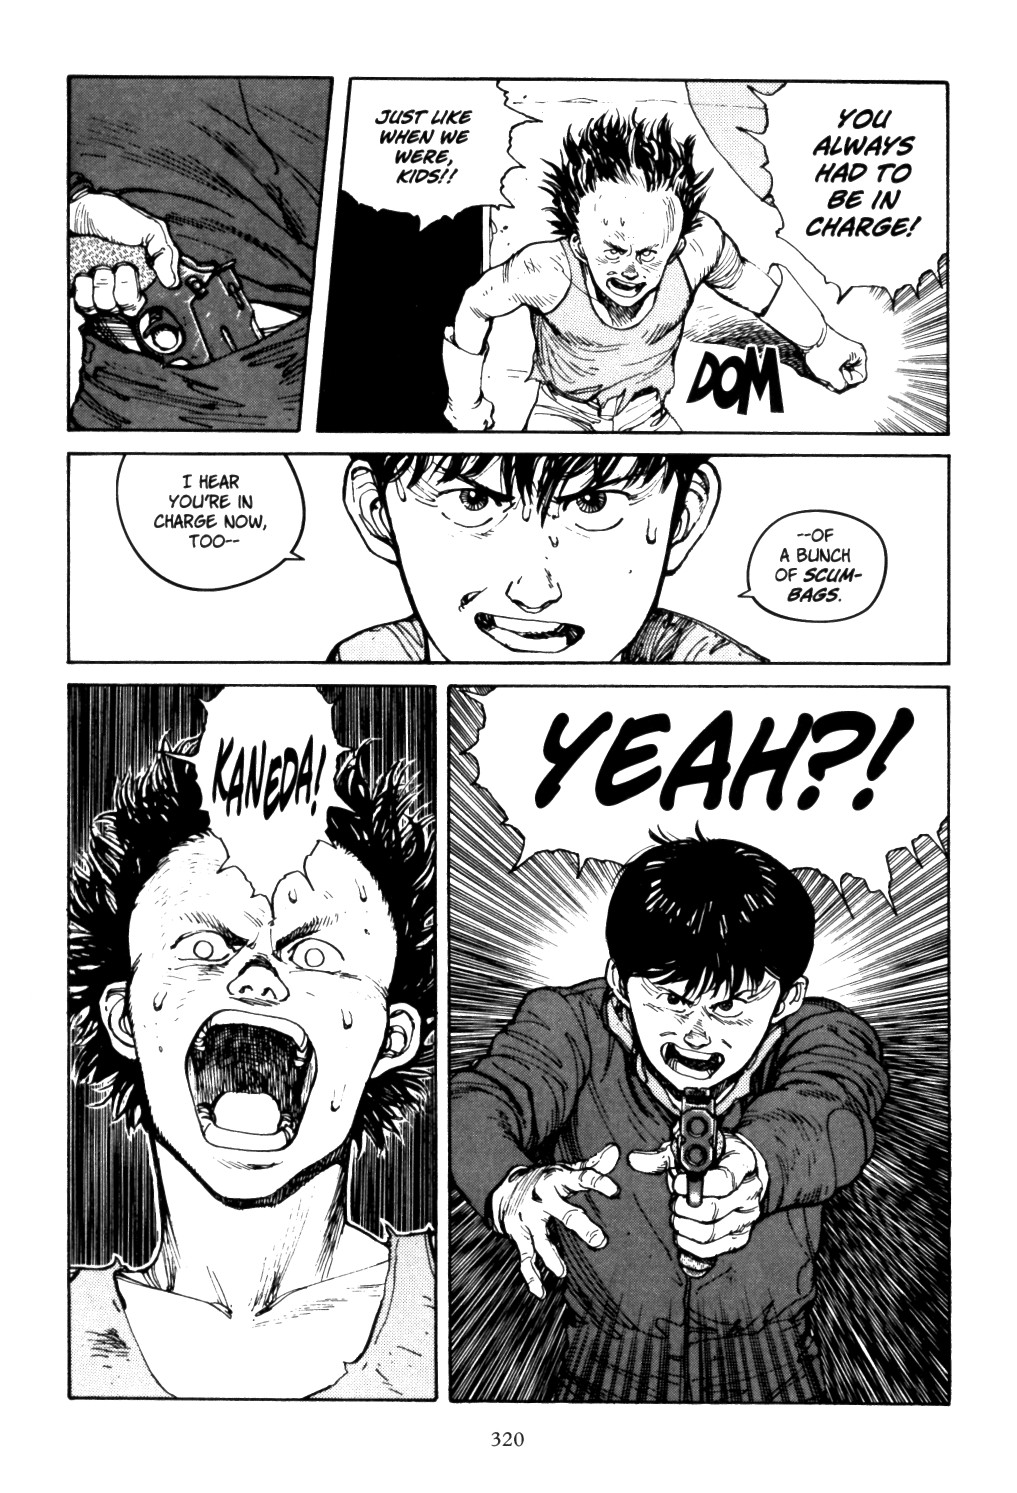 JUST LIKE
WHEN WE
WERE,
KIDS!!
YOU
ALWAYS
HAD TO
BE IN
CHARGE!
DOM
I HEAR
YOU'RE IN
CHARGE NOW,
TOO--
--OF
A BUNCH
OF SCUM-
BAGS.
KANEDA!
YEAH?!
320